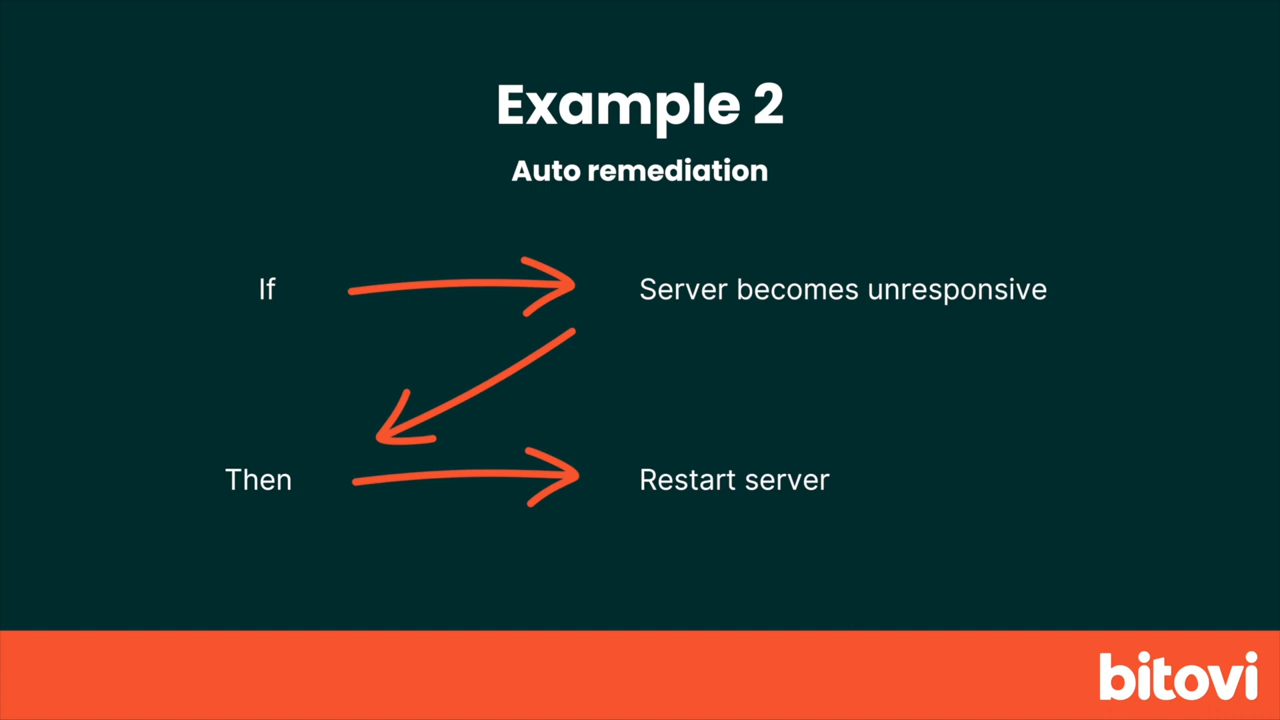 Example 2
Auto remediation
If
Server becomes unresponsive
Then
Restart server
bitovi